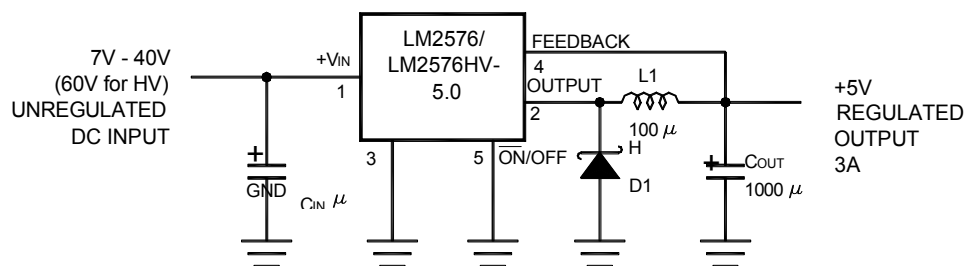 7V - 40V
(60V for HV)
UNREGULATED
DC INPUT
+VIN
1
LM2576/
LM2576HV-
5.0
FEEDBACK
4
OUTPUT
2
L1
100 μ
H
+5V
REGULATED
OUTPUT
3A
3
5
ON/OFF
D1
+
GND
CIN μ
+
COUT
1000 μ